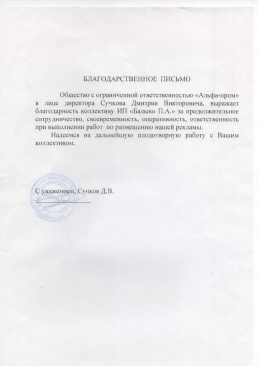 БЛАГОДАРСТВЕННОЕ ПИСЬМО
Общество с ограниченной ответственностью «Альфа-пром»
в лице директора Сучкова Дмитрия Викторовича, выражает
благодарность коллективу ИП «Балыко П.А.» за продолжительное
сотрудничество, своевременность, оперативность, ответственность
при выполнении работ по размещению нашей рекламы.
Надеемся на дальнейшую плодотворную работу с Вашим
коллективом.
С уважением, Сучков Д.В.